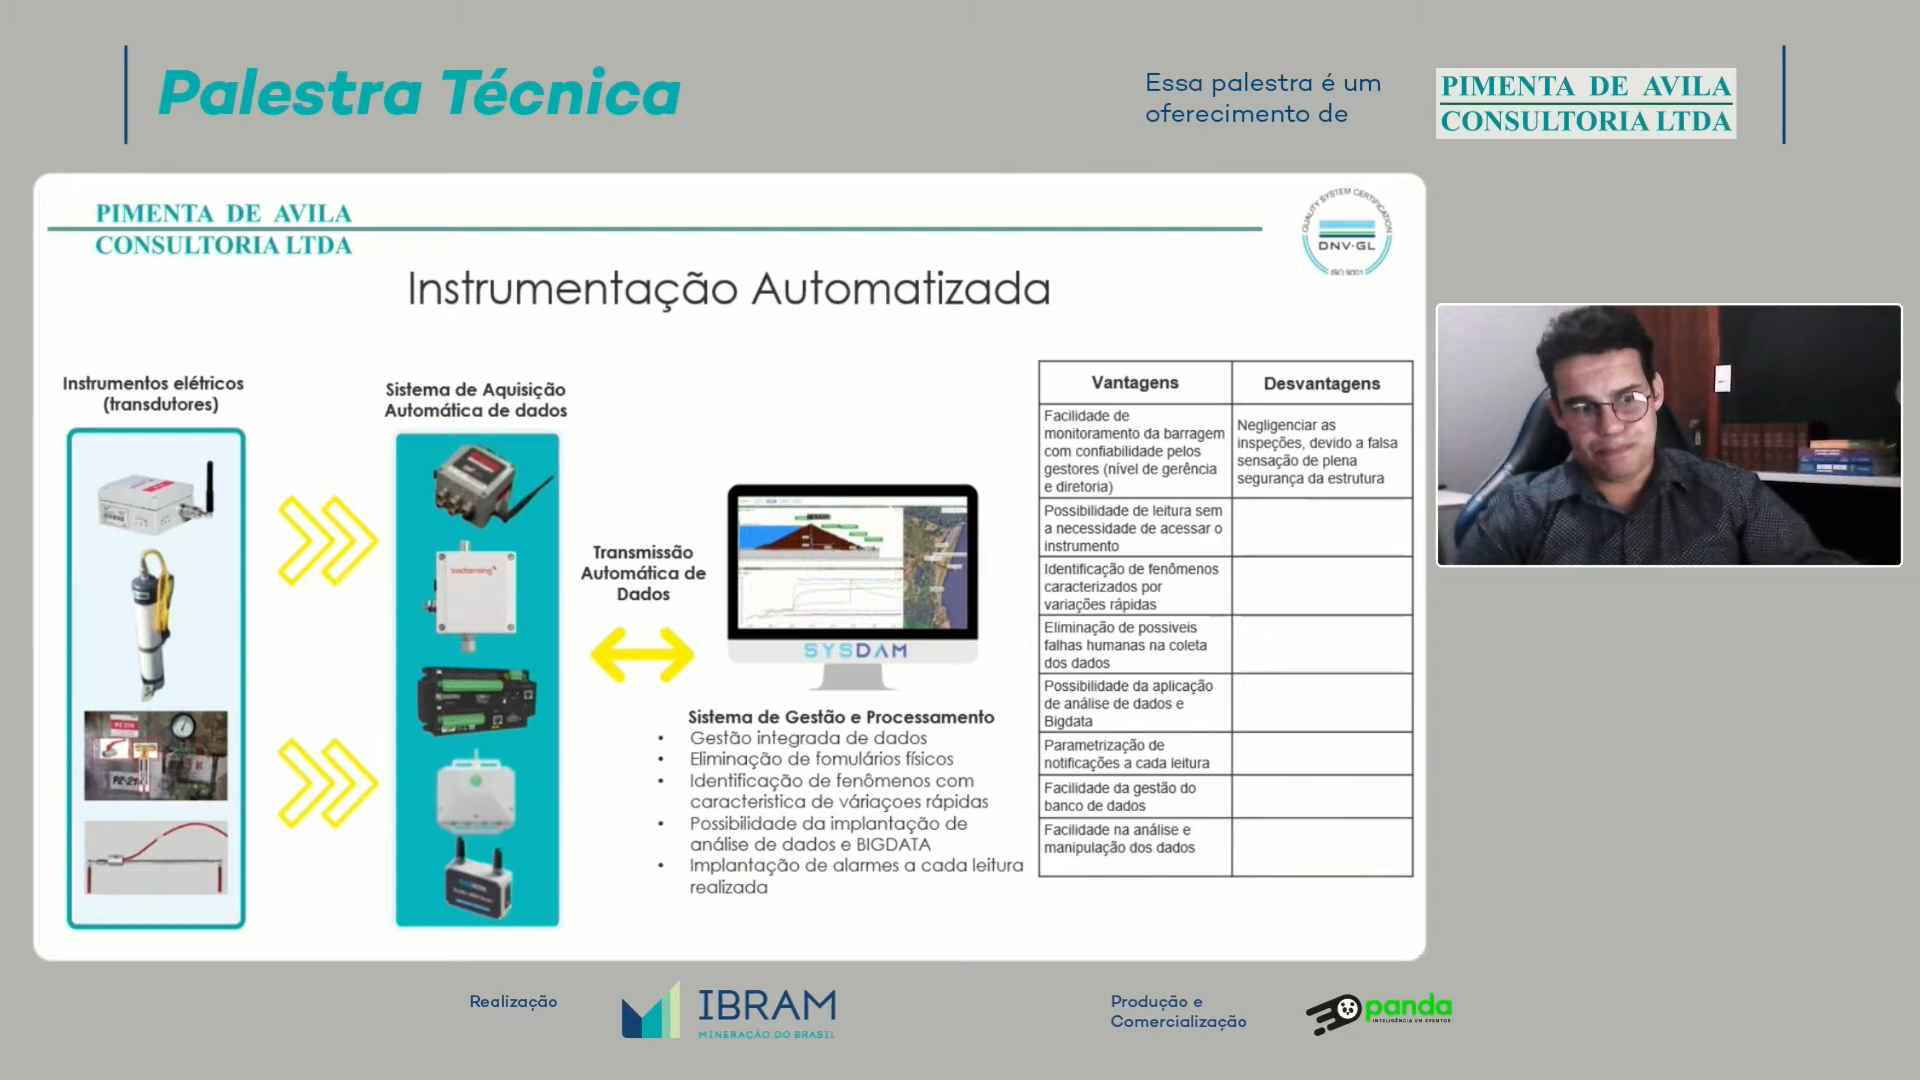 Palestra Técnica
Essa palestra é um
oferecimento de
PIMENTA DE AVILA
CONSULTORIA LTDA
PIMENTA DE AVILA
CONSULTORIA LTDA
QUALITY SYSTEM CERTIFICATION
DNV·GL
ISO 9001
Instrumentação Automatizada
Instrumentos elétricos
(transdutores)
Sistema de Aquisição
Automática de dados
loadsensing
Transmissão
Automática de
Dados
SYSDAM
Sistema de Gestão e Processamento
• Gestão integrada de dados
• Eliminação de fomulários físicos
• Identificação de fenômenos com
caracteristica de váriaçoes rápidas
• Possibilidade da implantação de
análise de dados e BIGDATA
• Implantação de alarmes a cada leitura
realizada
Vantagens
Desvantagens
Facilidade de
monitoramento da barragem
com confiabilidade pelos
gestores (nível de gerência
e diretoria)
Negligenciar as
inspeções, devido a falsa
sensação de plena
segurança da estrutura
Possibilidade de leitura sem
a necessidade de acessar o
instrumento
Identificação de fenômenos
caracterizados por
variações rápidas
Eliminação de possiveis
falhas humanas na coleta
dos dados
Possibilidade da aplicação
de análise de dados e
Bigdata
Parametrização de
notificações a cada leitura
Facilidade da gestão do
banco de dados
Facilidade na análise e
manipulação dos dados
Realização
IBRAM
MINERAÇÃO DO BRASIL
Produção e
Comercialização
panda
INTELIGÊNCIA EM EVENTOS